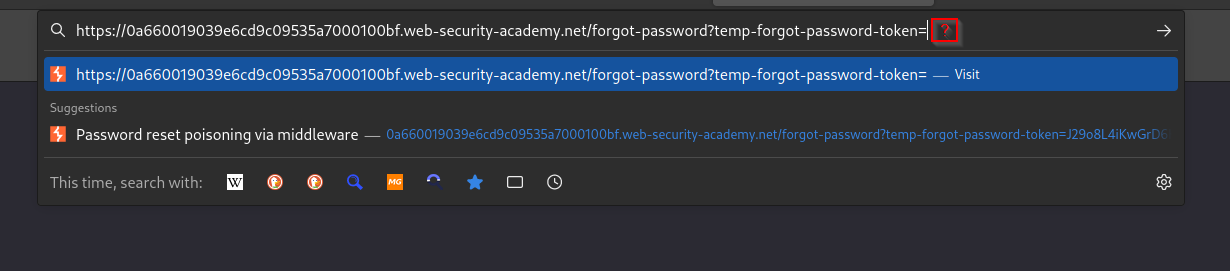 https://0a660019039e6cd9c09535a7000100bf.web-security-academy.net/forgot-password?temp-forgot-password-token= ?
https://0a660019039e6cd9c09535a7000100bf.web-security-academy.net/forgot-password?temp-forgot-password-token= — Visit
Suggestions
Password reset poisoning via middleware — 0a660019039e6cd9c09535a7000100bf.web-security-academy.net/forgot-password?temp-forgot-password-token=J29o8L4iKwGrD6
This time, search with: W MG